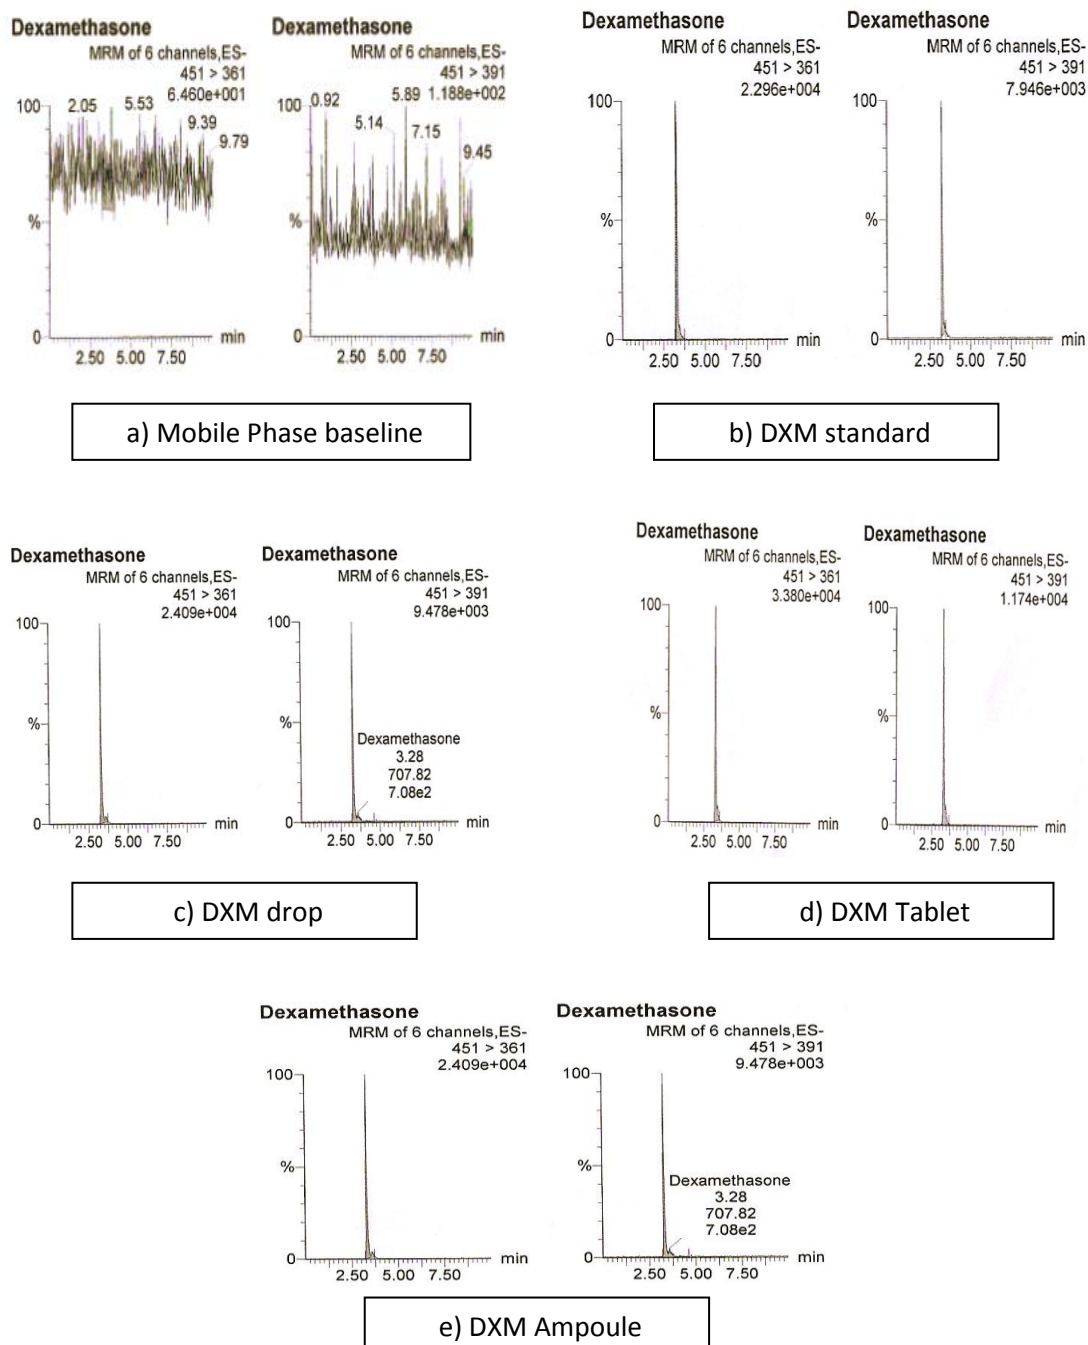 Dexamethasone
MRM of 6 channels,ES-
451 > 361
6.460e+001
100
2.05
5.53
9.39
9.79
%
0
2.50 5.00 7.50
min
Dexamethasone
MRM of 6 channels,ES-
451 > 391
1.188e+002
100
0.92
5.14
5.89
7.15
9.45
%
0
2.50 5.00 7.50
min
a) Mobile Phase baseline
Dexamethasone
MRM of 6 channels,ES-
451 > 361
2.296e+004
100
%
0
2.50 5.00 7.50
min
Dexamethasone
MRM of 6 channels,ES-
451 > 391
7.946e+003
100
%
0
2.50 5.00 7.50
min
b) DXM standard
Dexamethasone
MRM of 6 channels,ES-
451 > 361
2.409e+004
100
%
0
2.50 5.00 7.50
min
Dexamethasone
MRM of 6 channels,ES-
451 > 391
9.478e+003
100
%
Dexamethasone
3.28
707.82
7.08e2
0
2.50 5.00 7.50
min
c) DXM drop
Dexamethasone
MRM of 6 channels,ES-
451 > 361
3.380e+004
100
%
0
2.50 5.00 7.50
min
Dexamethasone
MRM of 6 channels,ES-
451 > 391
1.174e+004
100
%
0
2.50 5.00 7.50
min
d) DXM Tablet
Dexamethasone
MRM of 6 channels,ES-
451 > 361
2.409e+004
100
%
0
2.50 5.00 7.50
min
Dexamethasone
MRM of 6 channels,ES-
451 > 391
9.478e+003
100
%
Dexamethasone
3.28
707.82
7.08e2
0
2.50 5.00 7.50
min
e) DXM Ampoule